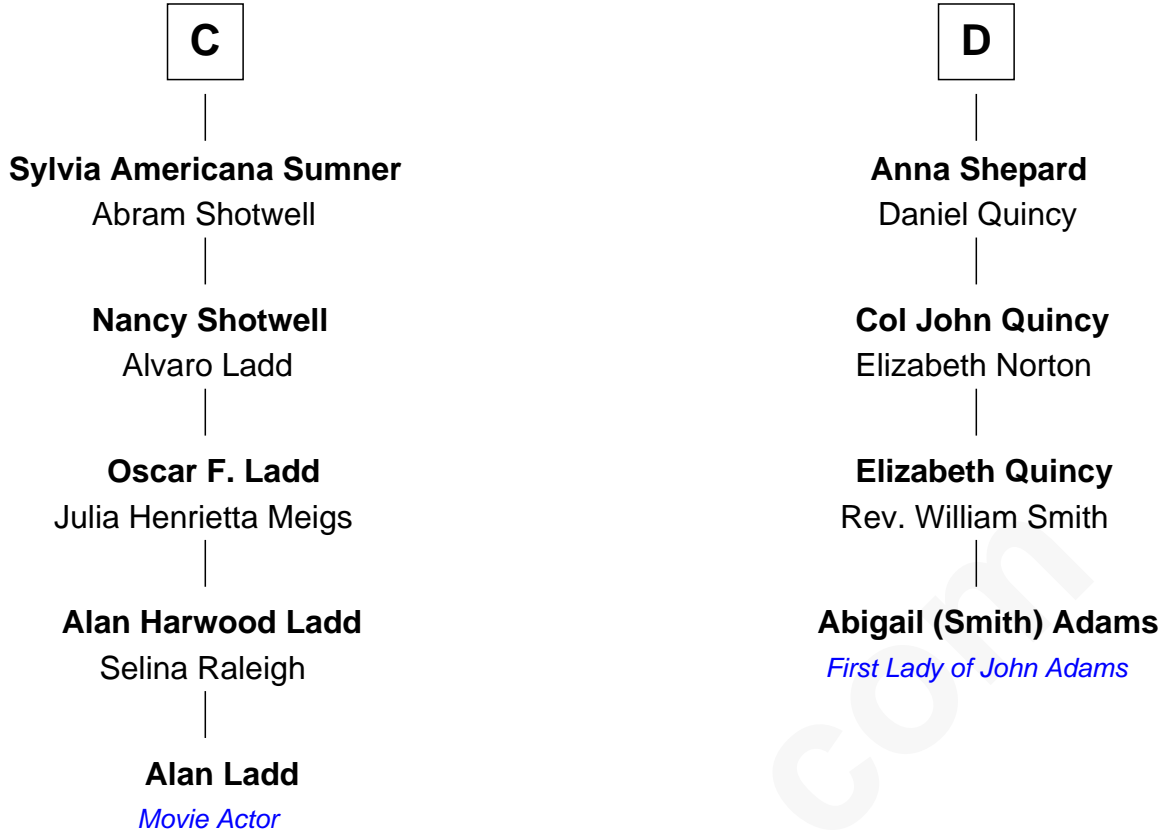 C
Sylvia Americana Sumner
Abram Shotwell
Nancy Shotwell
Alvaro Ladd
Oscar F. Ladd
Julia Henrietta Meigs
Alan Harwood Ladd
Selina Raleigh
Alan Ladd
Movie Actor
D
Anna Shepard
Daniel Quincy
Col John Quincy
Elizabeth Norton
Elizabeth Quincy
Rev. William Smith
Abigail (Smith) Adams
First Lady of John Adams
com